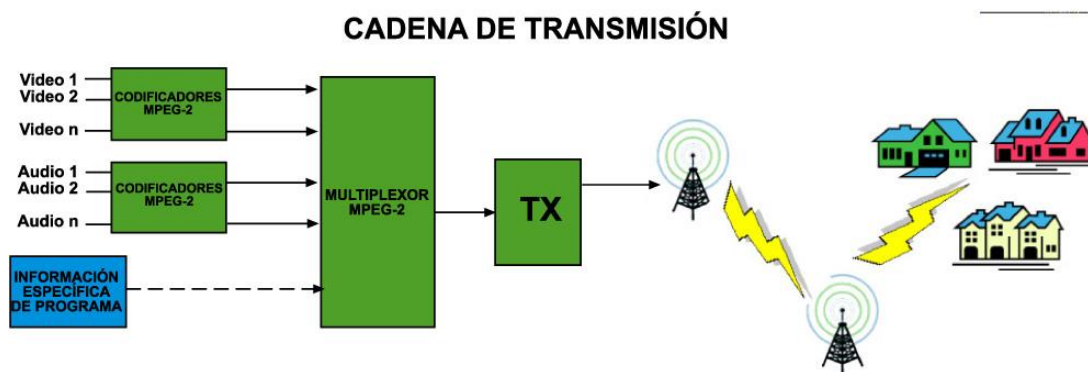 CADENA DE TRANSMISIÓN
Video 1
Video 2
Video n
CODIFICADORES
MPEG-2
Audio 1
Audio 2
Audio n
CODIFICADORES
MPEG-2
INFORMACIÓN
ESPECÍFICA
DE PROGRAMA
MULTIPLEXOR
MPEG-2
TX